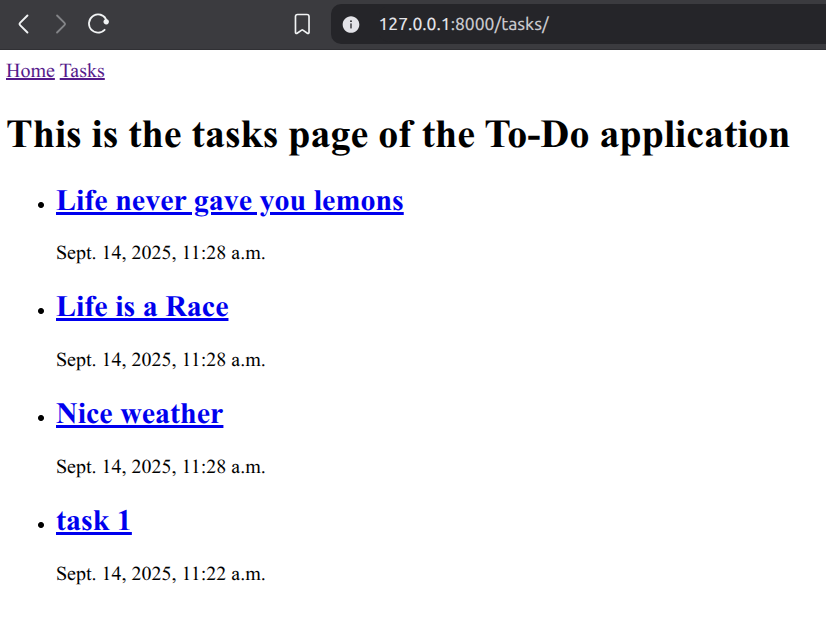 127.0.0.1:8000/tasks/
Home Tasks
This is the tasks page of the To-Do application
Life never gave you lemons
Sept. 14, 2025, 11:28 a.m.
Life is a Race
Sept. 14, 2025, 11:28 a.m.
Nice weather
Sept. 14, 2025, 11:28 a.m.
task 1
Sept. 14, 2025, 11:22 a.m.